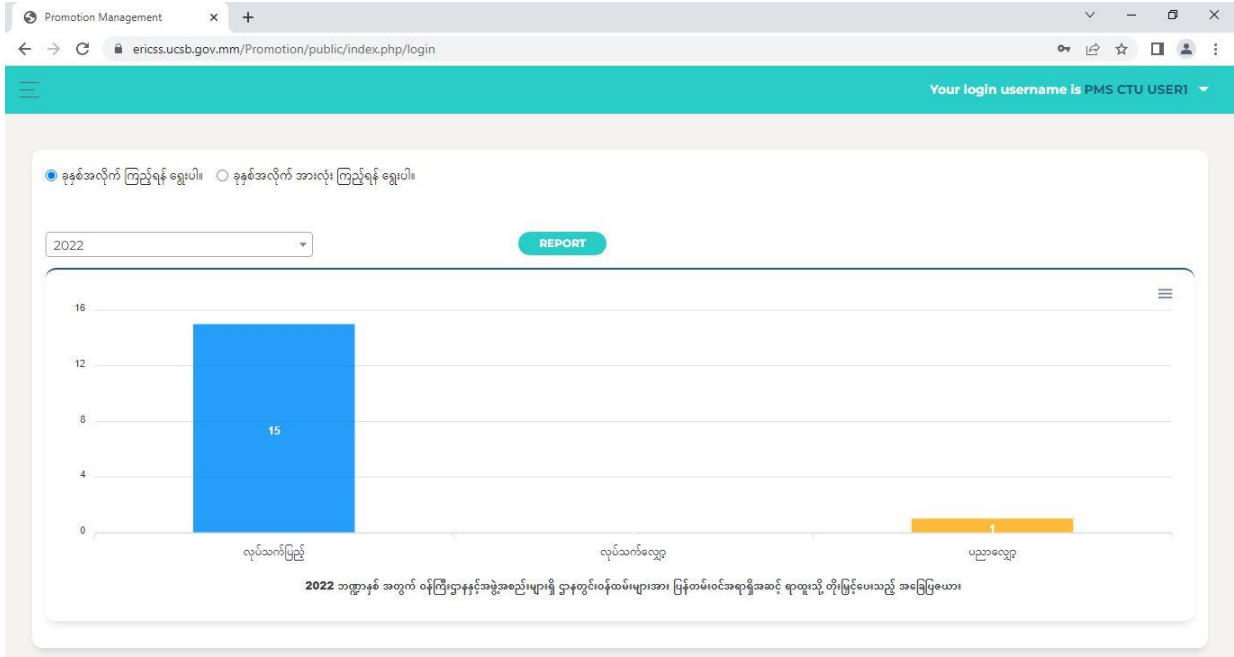 Promotion Management
ericss.ucsb.gov.mm/Promotion/public/index.php/login
Your login username is PMS CTU USER1
ခုနှစ်အလိုက် ကြည့်ရန် ရွေးပါ။ ခုနှစ်အလိုက် အားလုံး ကြည့်ရန် ရွေးပါ။
2022 REPORT
16
12
8
15
4
0
1
လုပ်သက်ပြည့် လုပ်သက်လျှော့ ပညာလျှော့
2022 ဘဏ္ဍာနှစ် အတွက် ဝန်ကြီးဌာနနှင့်အဖွဲ့အစည်းများရှိ ဌာနတွင်းဝန်ထမ်းများအား ပြန်တမ်းဝင်အရာရှိအဆင့် ရာထူးသို့ တိုးမြှင့်ပေးသည့် အခြေပြဇယား